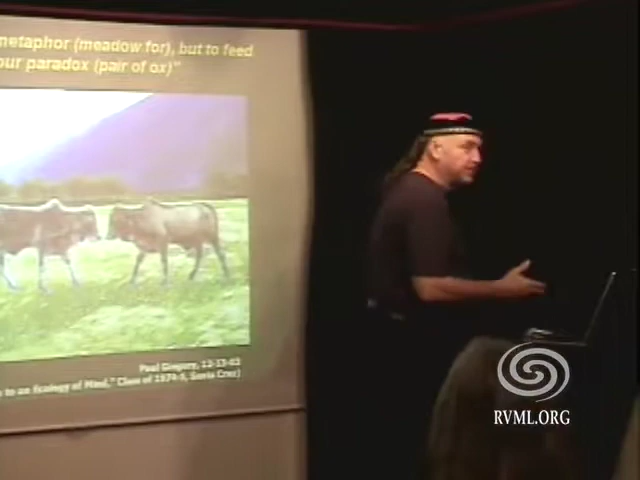 metaphor (meadow for), but to feed
our paradox (pair of ox)"
Paul Gregory, 12-13-03
to an Ecology of Mind," Class of 1974-5, Santa Cruz)
RVML.ORG